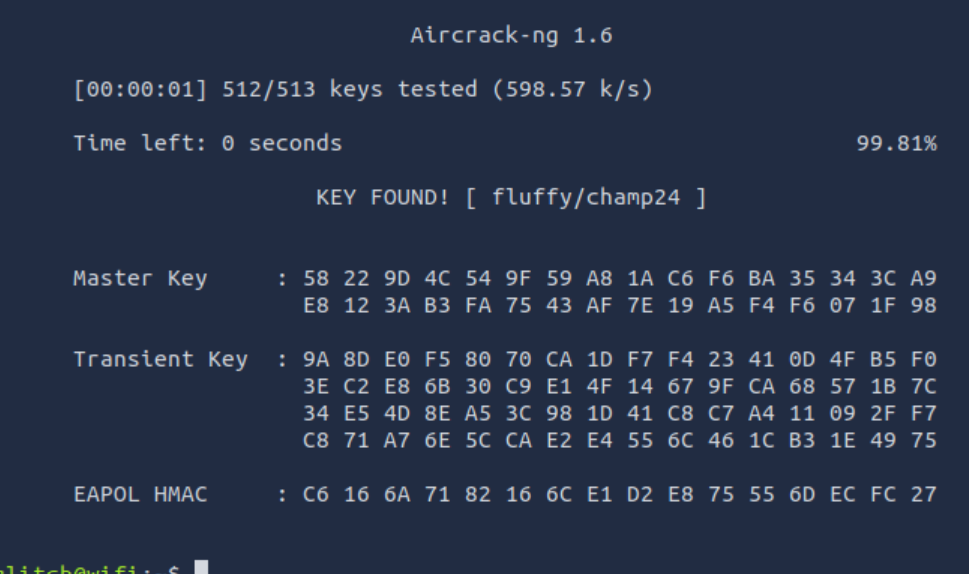 Aircrack-ng 1.6
[00:00:01] 512/513 keys tested (598.57 k/s)
Time left: 0 seconds 99.81%
KEY FOUND! [ fluffy/champ24 ]
Master Key : 58 22 9D 4C 54 9F 59 A8 1A C6 F6 BA 35 34 3C A9
E8 12 3A B3 FA 75 43 AF 7E 19 A5 F4 F6 07 1F 98
Transient Key : 9A 8D E0 F5 80 70 CA 1D F7 F4 23 41 0D 4F B5 F0
3E C2 E8 6B 30 C9 E1 4F 14 67 9F CA 68 57 1B 7C
34 E5 4D 8E A5 3C 98 1D 41 C8 C7 A4 11 09 2F F7
C8 71 A7 6E 5C CA E2 E4 55 6C 46 1C B3 1E 49 75
EAPOL HMAC : C6 16 6A 71 82 16 6C E1 D2 E8 75 55 6D EC FC 27
glitch@wifi:~$